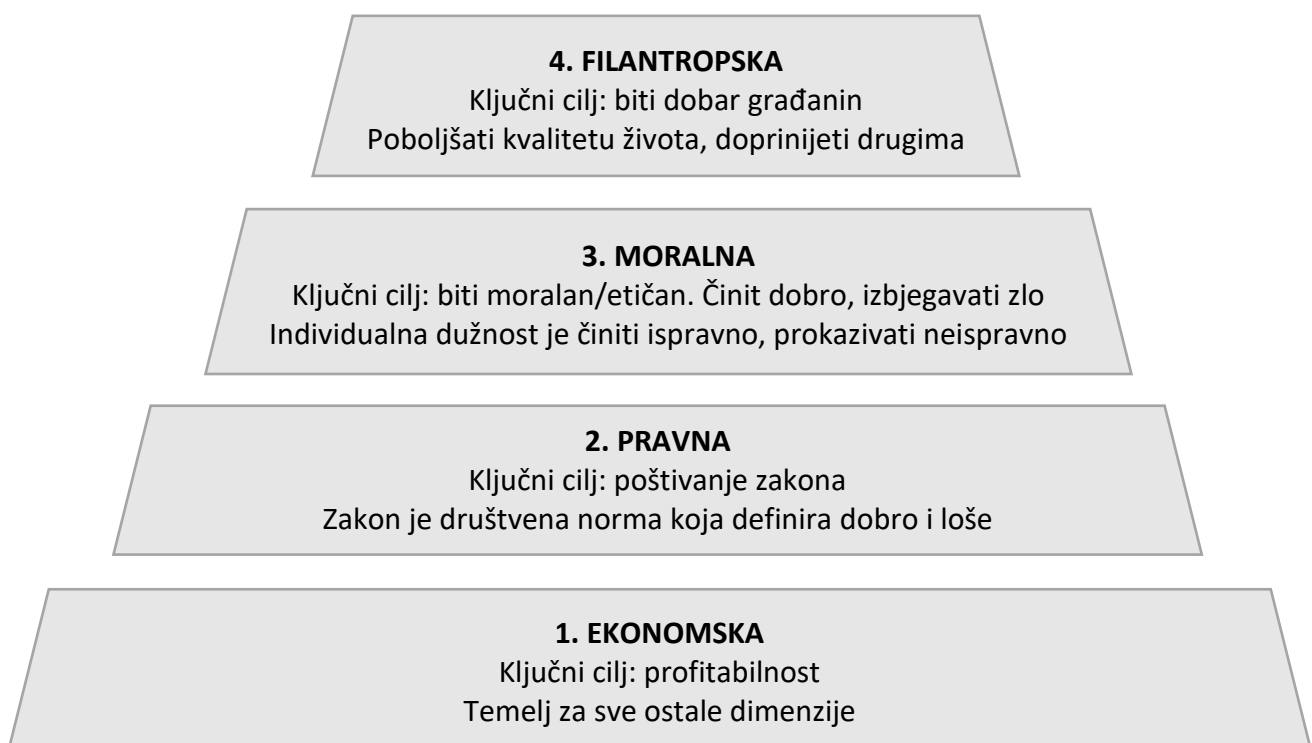 4. FILANTROPSKA
Ključni cilj: biti dobar građanin
Poboljšati kvalitetu života, doprinijeti drugima
3. MORALNA
Ključni cilj: biti moralan/etičan. Činit dobro, izbjegavati zlo
Individualna dužnost je činiti ispravno, prokazivati neispravno
2. PRAVNA
Ključni cilj: poštivanje zakona
Zakon je društvena norma koja definira dobro i loše
1. EKONOMSKA
Ključni cilj: profitabilnost
Temelj za sve ostale dimenzije